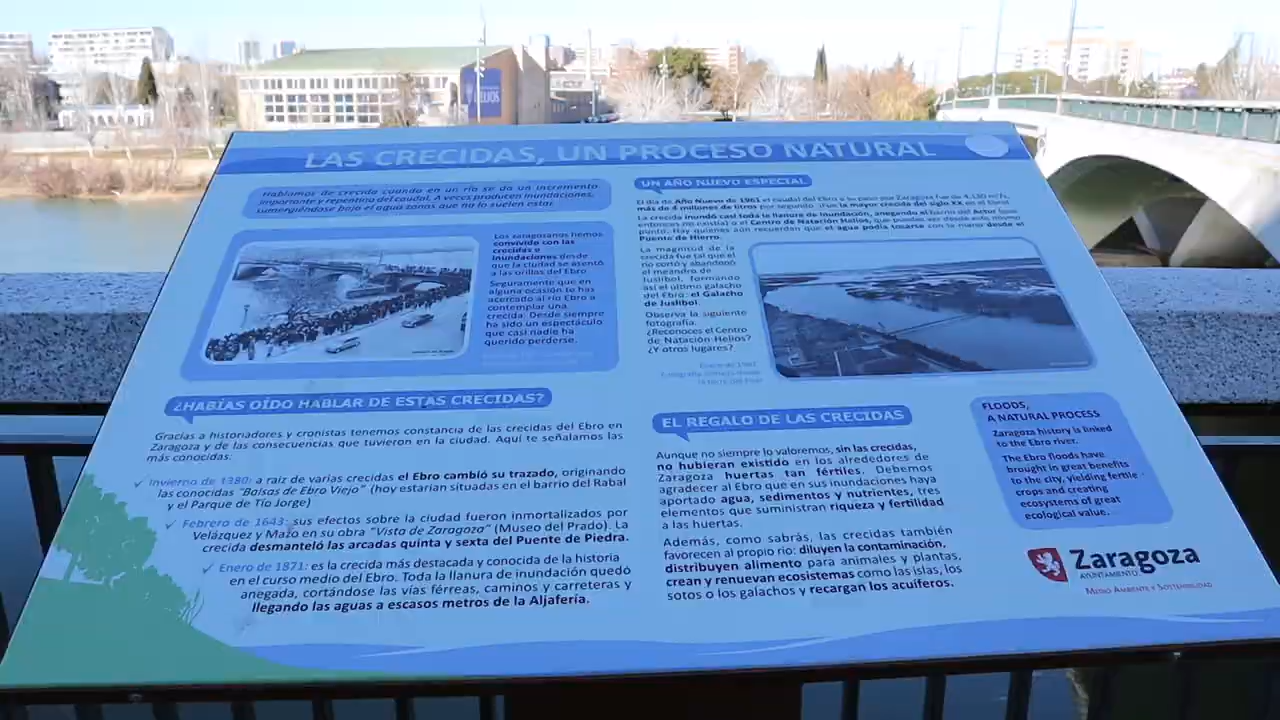 HELIOS
LAS CRECIDAS, UN PROCESO NATURAL
Hablamos de crecida cuando en un río se da un incremento
importante y repentino del caudal. A veces producen inundaciones,
sumergiéndose bajo el agua zonas que no lo suelen estar.
Los zaragozanos hemos
convivido con las
crecidas e
inundaciones desde
que la ciudad se asentó
a las orillas del Ebro.
Seguramente que en
alguna ocasión te has
acercado al río Ebro a
contemplar una
crecida. Desde siempre
ha sido un espectáculo
que casi nadie ha
querido perderse.
¿HABÍAS OÍDO HABLAR DE ESTAS CRECIDAS?
Gracias a historiadores y cronistas tenemos constancia de las crecidas del Ebro en
Zaragoza y de las consecuencias que tuvieron en la ciudad. Aquí te señalamos las
más conocidas:
✓ Invierno de 1380: a raíz de varias crecidas el Ebro cambió su trazado, originando
las conocidas "Balsas de Ebro Viejo" (hoy estarían situadas en el barrio del Rabal
y el Parque de Tío Jorge)
✓ Febrero de 1643: sus efectos sobre la ciudad fueron inmortalizados por
Velázquez y Mazo en su obra "Vista de Zaragoza" (Museo del Prado). La
crecida desmanteló las arcadas quinta y sexta del Puente de Piedra.
✓ Enero de 1871: es la crecida más destacada y conocida de la historia
en el curso medio del Ebro. Toda la llanura de inundación quedó
anegada, cortándose las vías férreas, caminos y carreteras y
llegando las aguas a escasos metros de la Aljafería.
UN AÑO NUEVO ESPECIAL
El día de Año Nuevo de 1961 el caudal del Ebro a su paso por Zaragoza fue de 4.130 m³/s,
más de 4 millones de litros por segundo. ¡Fue la mayor crecida del siglo XX en el Ebro!
La crecida inundó casi toda la llanura de inundación, anegando el barrio del Actur (que
entonces no existía) o el Centro de Natación Helios, que puedes ver desde este mismo
punto. Hay quienes aún recuerdan que el agua podía tocarse con la mano desde el
Puente de Hierro.
La magnitud de la
crecida fue tal que el
río cortó y abandonó
el meandro de
Juslibol, formando
así el último galacho
del Ebro: el Galacho
de Juslibol.
Observa la siguiente
fotografía.
¿Reconoces el Centro
de Natación Helios?
¿Y otros lugares?
Enero de 1961.
EL REGALO DE LAS CRECIDAS
Aunque no siempre lo valoremos, sin las crecidas,
no hubieran existido en los alrededores de
Zaragoza huertas tan fértiles. Debemos
agradecer al Ebro que en sus inundaciones haya
aportado agua, sedimentos y nutrientes, tres
elementos que suministran riqueza y fertilidad
a las huertas.
Además, como sabrás, las crecidas también
favorecen al propio río: diluyen la contaminación,
distribuyen alimento para animales y plantas,
crean y renuevan ecosistemas como las islas, los
sotos o los galachos y recargan los acuíferos.
FLOODS,
A NATURAL PROCESS
Zaragoza history is linked
to the Ebro river.
The Ebro floods have
brought in great benefits
to the city, yielding fertile
crops and creating
ecosystems of great
ecological value.
Zaragoza
AYUNTAMIENTO
MEDIO AMBIENTE Y SOSTENIBILIDAD